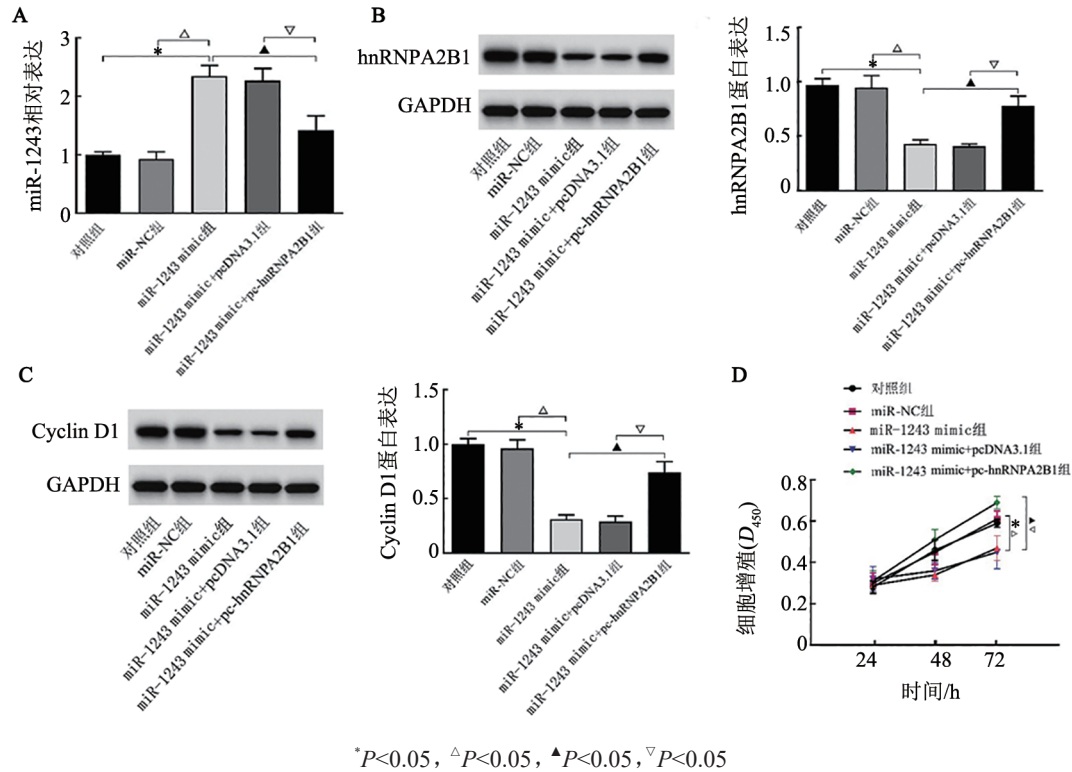 A
miR-1243相对表达
3
2
1
0
* △ ▲ ▽
对照组
miR-NC组
miR-1243 mimic组
miR-1243 mimic+pcDNA3.1组
miR-1243 mimic+pc-hnRNPA2B1组
B
hnRNPA2B1
GAPDH
对照组
miR-NC组
miR-1243 mimic组
miR-1243 mimic+pcDNA3.1组
miR-1243 mimic+pc-hnRNPA2B1组
hnRNPA2B1蛋白表达
1.5
1.0
0.5
0
* △ ▲ ▽
对照组
miR-NC组
miR-1243 mimic组
miR-1243 mimic+pcDNA3.1组
miR-1243 mimic+pc-hnRNPA2B1组
C
Cyclin D1
GAPDH
对照组
miR-NC组
miR-1243 mimic组
miR-1243 mimic+pcDNA3.1组
miR-1243 mimic+pc-hnRNPA2B1组
Cyclin D1蛋白表达
1.5
1.0
0.5
0
* △ ▲ ▽
对照组
miR-NC组
miR-1243 mimic组
miR-1243 mimic+pcDNA3.1组
miR-1243 mimic+pc-hnRNPA2B1组
D
对照组
miR-NC组
miR-1243 mimic组
miR-1243 mimic+pcDNA3.1组
miR-1243 mimic+pc-hnRNPA2B1组
细胞增殖(D450)
0.8
0.6
0.4
0.2
0
*
24 48 72
时间/h
*P<0.05，△P<0.05，▲P<0.05，▽P<0.05